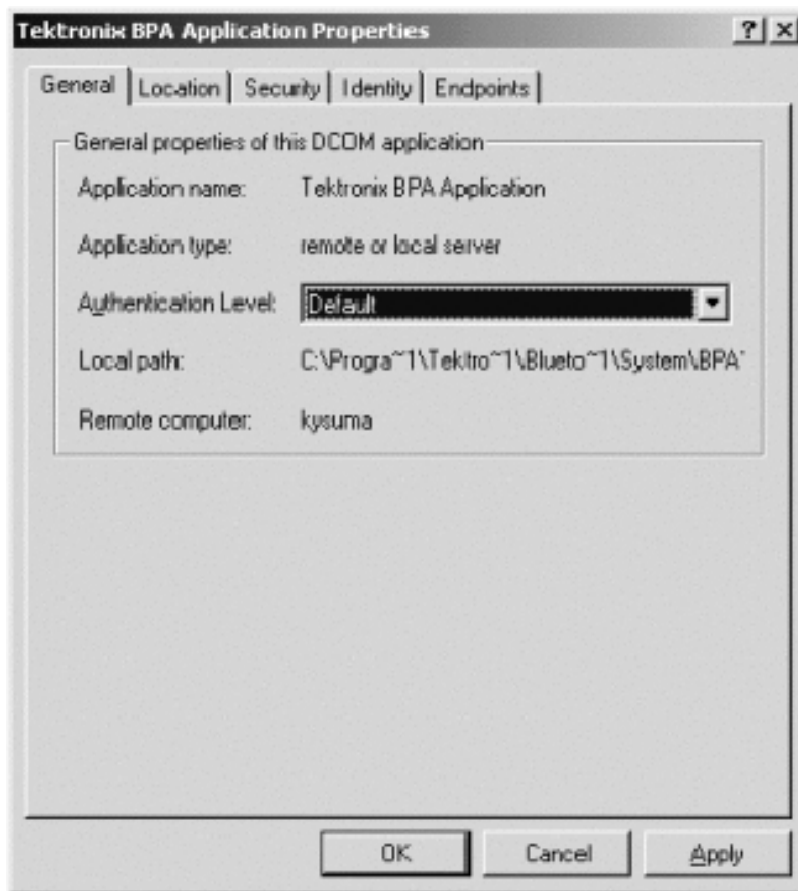 Tektronix BPA Application Properties ? X
General Location Security Identity Endpoints
General properties of this DCOM application
Application name: Tektronix BPA Application
Application type: remote or local server
Authentication Level: Default
Local path: C:\Progra~1\Tektro~1\Blueto~1\System\BPA
Remote computer: kysuma
OK Cancel Apply